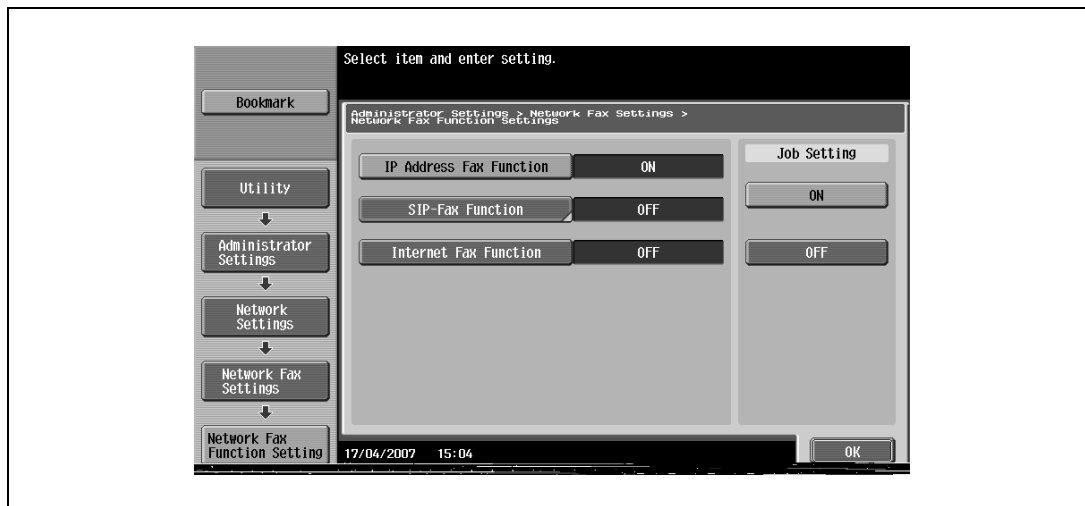 Select item and enter setting.
Bookmark
Administrator Settings > Network Fax Settings >
Network Fax Function Settings
Utility
Administrator
Settings
Network
Settings
Network Fax
Settings
Network Fax
Function Setting
IP Address Fax Function ON
SIP-Fax Function OFF
Internet Fax Function OFF
Job Setting
ON
OFF
17/04/2007 15:04
OK